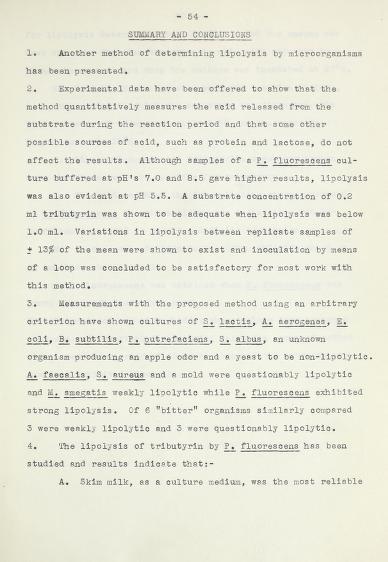 - 54 -
SUMMARY AND CONCLUSIONS
1. Another method of determining lipolysis by microorganisms
has been presented.
2. Experimental data have been offered to show that the
method quantitatively measures the acid released from the
substrate during the reaction period and that some other
possible sources of acid, such as protein and lactose, do not
affect the results. Although samples of a P. fluorescens cul-
ture buffered at pH's 7.0 and 8.5 gave higher results, lipolysis
was also evident at pH 5.5. A substrate concentration of 0.2
ml tributyrin was shown to be adequate when lipolysis was below
1.0 ml. Variations in lipolysis between replicate samples of
± 13% of the mean were shown to exist and inoculation by means
of a loop was concluded to be satisfactory for most work with
this method.
3. Measurements with the proposed method using an arbitrary
criterion have shown cultures of S. lactis, A. aerogenes, E.
coli, B. subtilis, P. putrefaciens, S. albus, an unknown
organism producing an apple odor and a yeast to be non-lipolytic.
A. faecalis, S. aureus and a mold were questionably lipolytic
and M. smegatis weakly lipolytic while P. fluorescens exhibited
strong lipolysis. Of 6 "bitter" organisms similarly compared
3 were weakly lipolytic and 3 were questionably lipolytic.
4. The lipolysis of tributyrin by P. fluorescens has been
studied and results indicate that:-
A. Skim milk, as a culture medium, was the most reliable